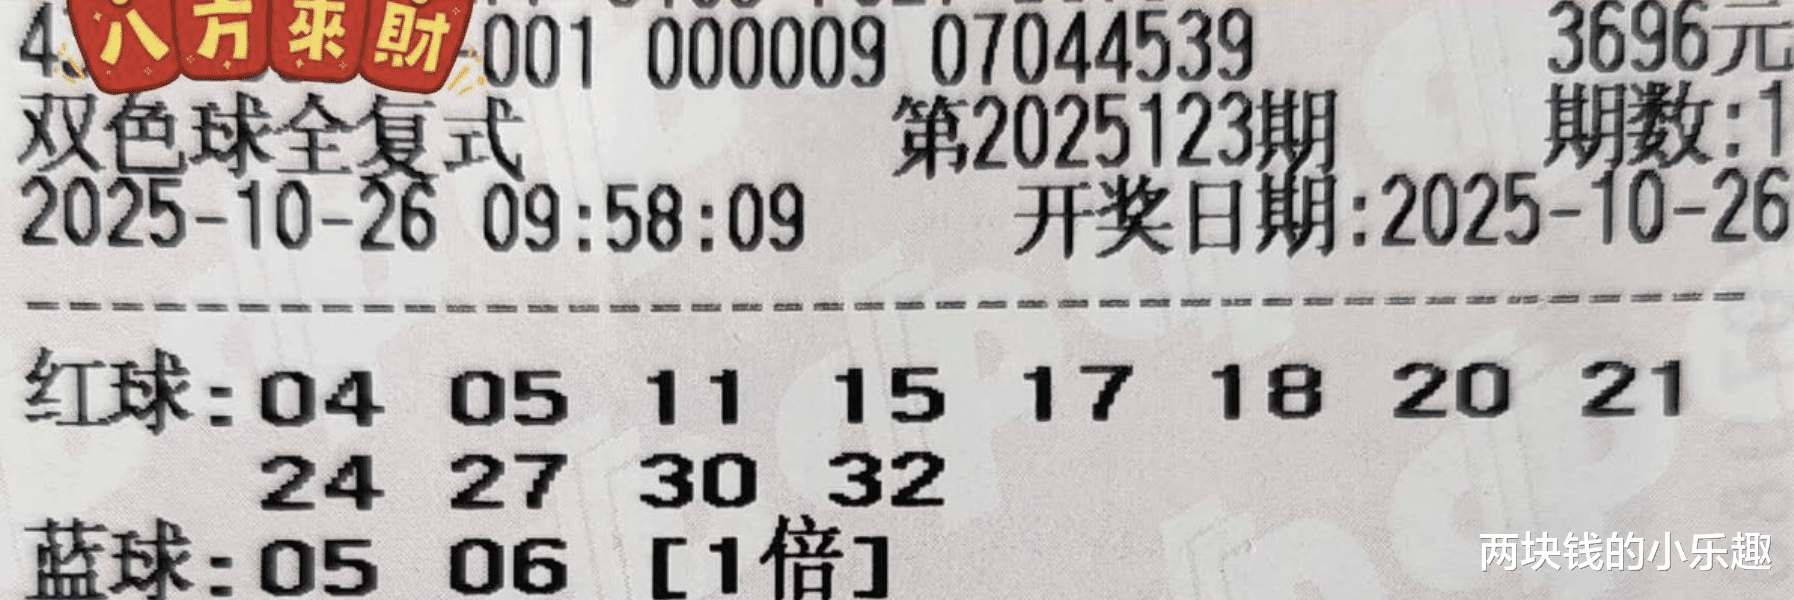 八方來財
4 001 000009 07044539 3696元
双色球全复式 第2025123期 期数:1
2025-10-26 09:58:09 开奖日期:2025-10-26
红球:04 05 11 15 17 18 20 21
24 27 30 32
蓝球:05 06 [1倍]
两块钱的小乐趣